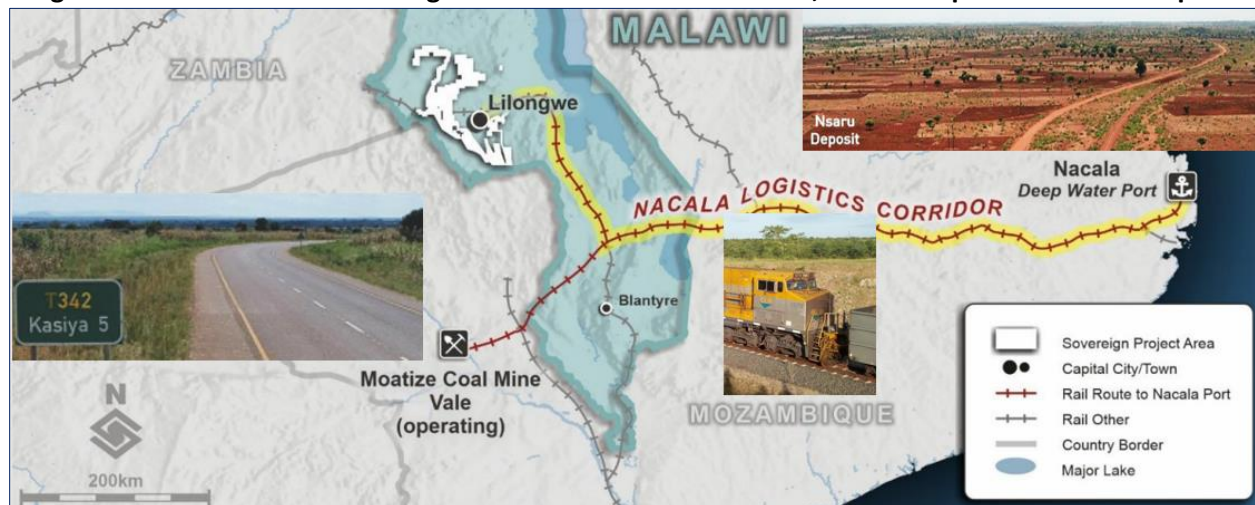 MALAWI
ZAMBIA
Lilongwe
Nsaru
Deposit
Nacala
Deep Water Port
NACALA LOGISTICS CORRIDOR
T342
Kasiya 5
Blantyre
Moatize Coal Mine
Vale
(operating)
MOZAMBIQUE
N
200km
Sovereign Project Area
Capital City/Town
Rail Route to Nacala Port
Rail Other
Country Border
Major Lake